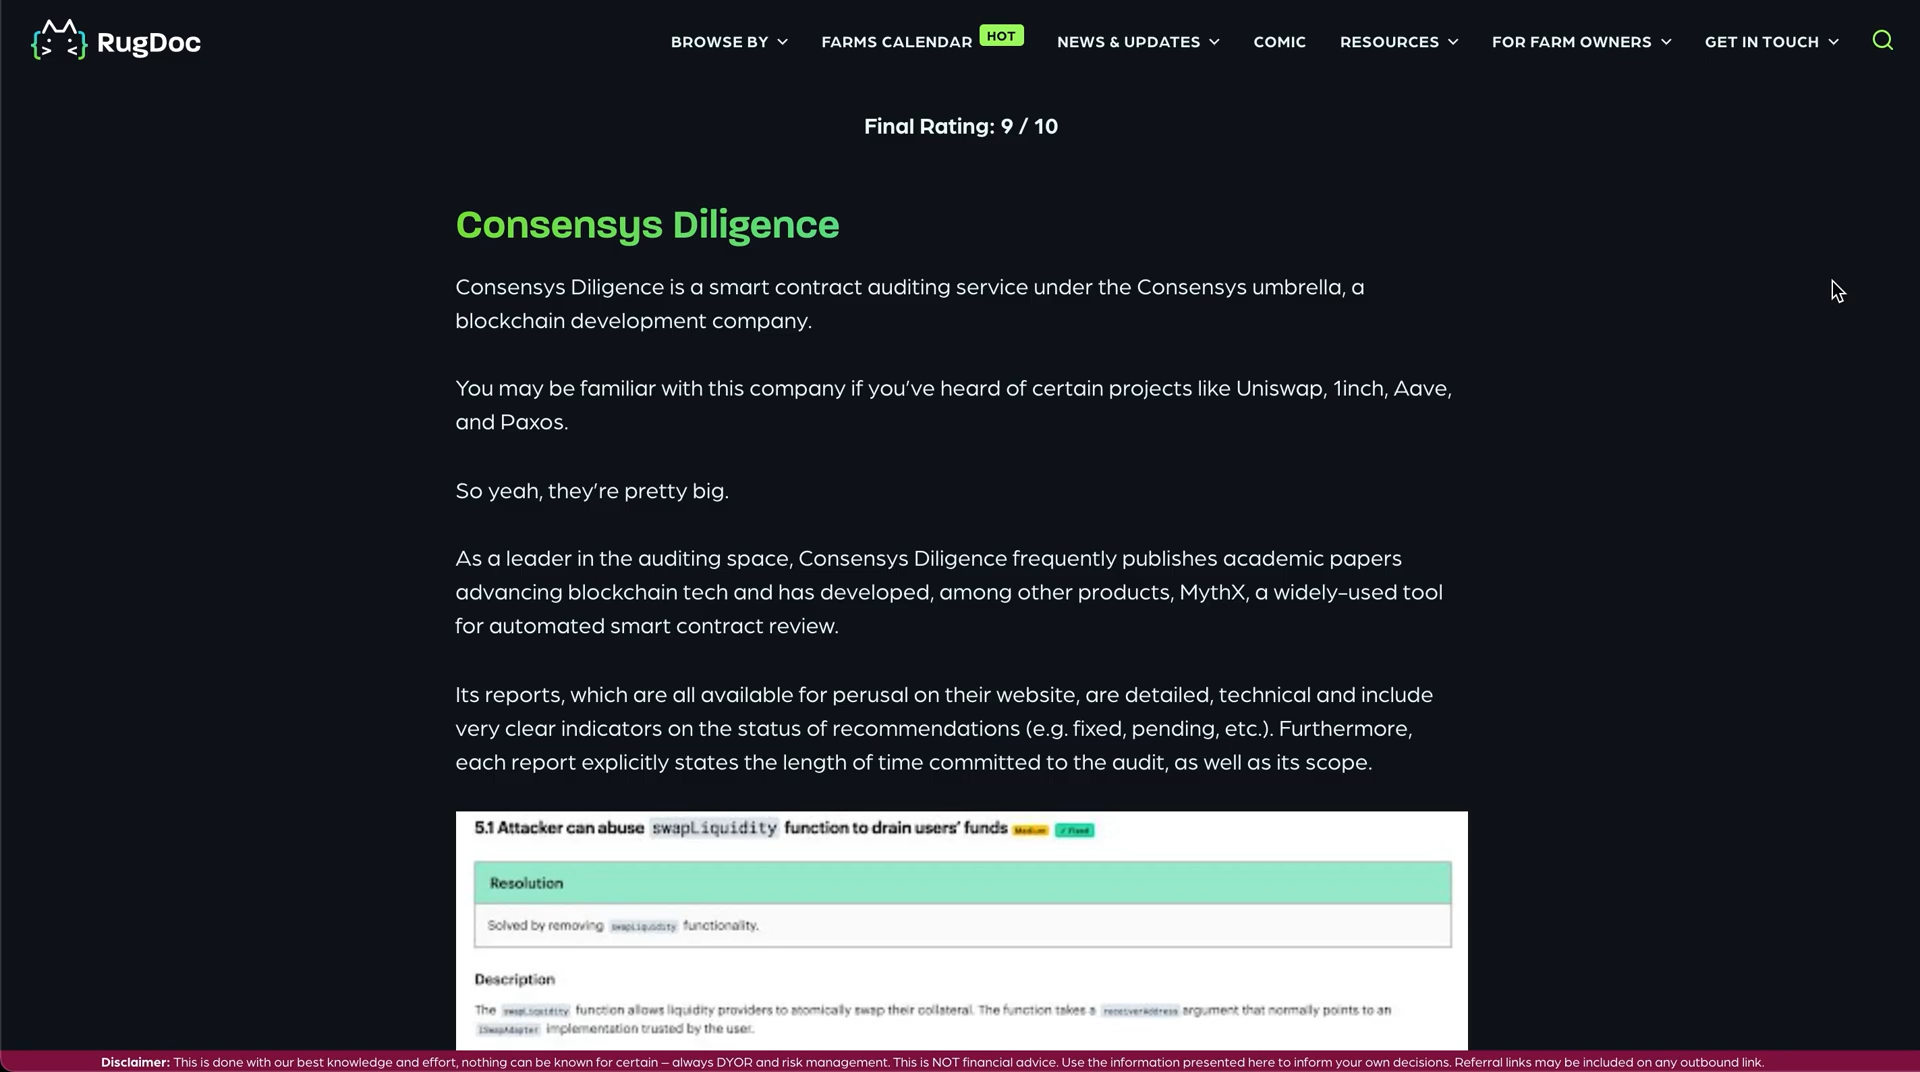 RugDoc
BROWSE BY
FARMS CALENDAR HOT
NEWS & UPDATES
COMIC
RESOURCES
FOR FARM OWNERS
GET IN TOUCH
Final Rating: 9 / 10
Consensys Diligence
Consensys Diligence is a smart contract auditing service under the Consensys umbrella, a
blockchain development company.
You may be familiar with this company if you’ve heard of certain projects like Uniswap, 1inch, Aave,
and Paxos.
So yeah, they’re pretty big.
As a leader in the auditing space, Consensys Diligence frequently publishes academic papers
advancing blockchain tech and has developed, among other products, MythX, a widely-used tool
for automated smart contract review.
Its reports, which are all available for perusal on their website, are detailed, technical and include
very clear indicators on the status of recommendations (e.g. fixed, pending, etc.). Furthermore,
each report explicitly states the length of time committed to the audit, as well as its scope.
5.1 Attacker can abuse swapLiquidity function to drain users’ funds Medium ✓ Fixed
Resolution
Solved by removing swapLiquidity functionality.
Description
The swapLiquidity function allows liquidity providers to atomically swap their collateral. The function takes a receiverAddress argument that normally points to an
ISwapAdapter implementation trusted by the user.
Disclaimer: This is done with our best knowledge and effort, nothing can be known for certain – always DYOR and risk management. This is NOT financial advice. Use the information presented here to inform your own decisions. Referral links may be included on any outbound link.